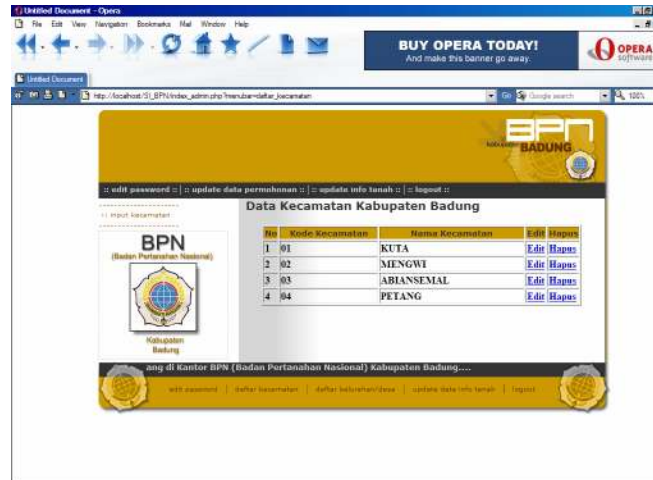 Untitled Document - Opera
File Edit View Navigation Bookmarks Mail Window Help
BUY OPERA TODAY!
And make this banner go away.
OPERA
software
Untitled Document
http://localhost/SI_BPN/index_admin.php?menubar=daftar_kecamatan
Go
Google search
100%
BPN
kabupaten BADUNG
:: edit password :: | :: update data permohonan :: | :: update info tanah :: | :: logout ::
:: input kecamatan
Data Kecamatan Kabupaten Badung
No Kode Kecamatan Nama Kecamatan Edit Hapus
1 01 KUTA Edit Hapus
2 02 MENGWI Edit Hapus
3 03 ABIANSEMAL Edit Hapus
4 04 PETANG Edit Hapus
BPN
(Badan Pertanahan Nasional)
Kabupaten
Badung
ang di Kantor BPN (Badan Pertanahan Nasional) Kabupaten Badung....
edit password | daftar kecamatan | daftar kelurahan/desa | update data info tanah | logout